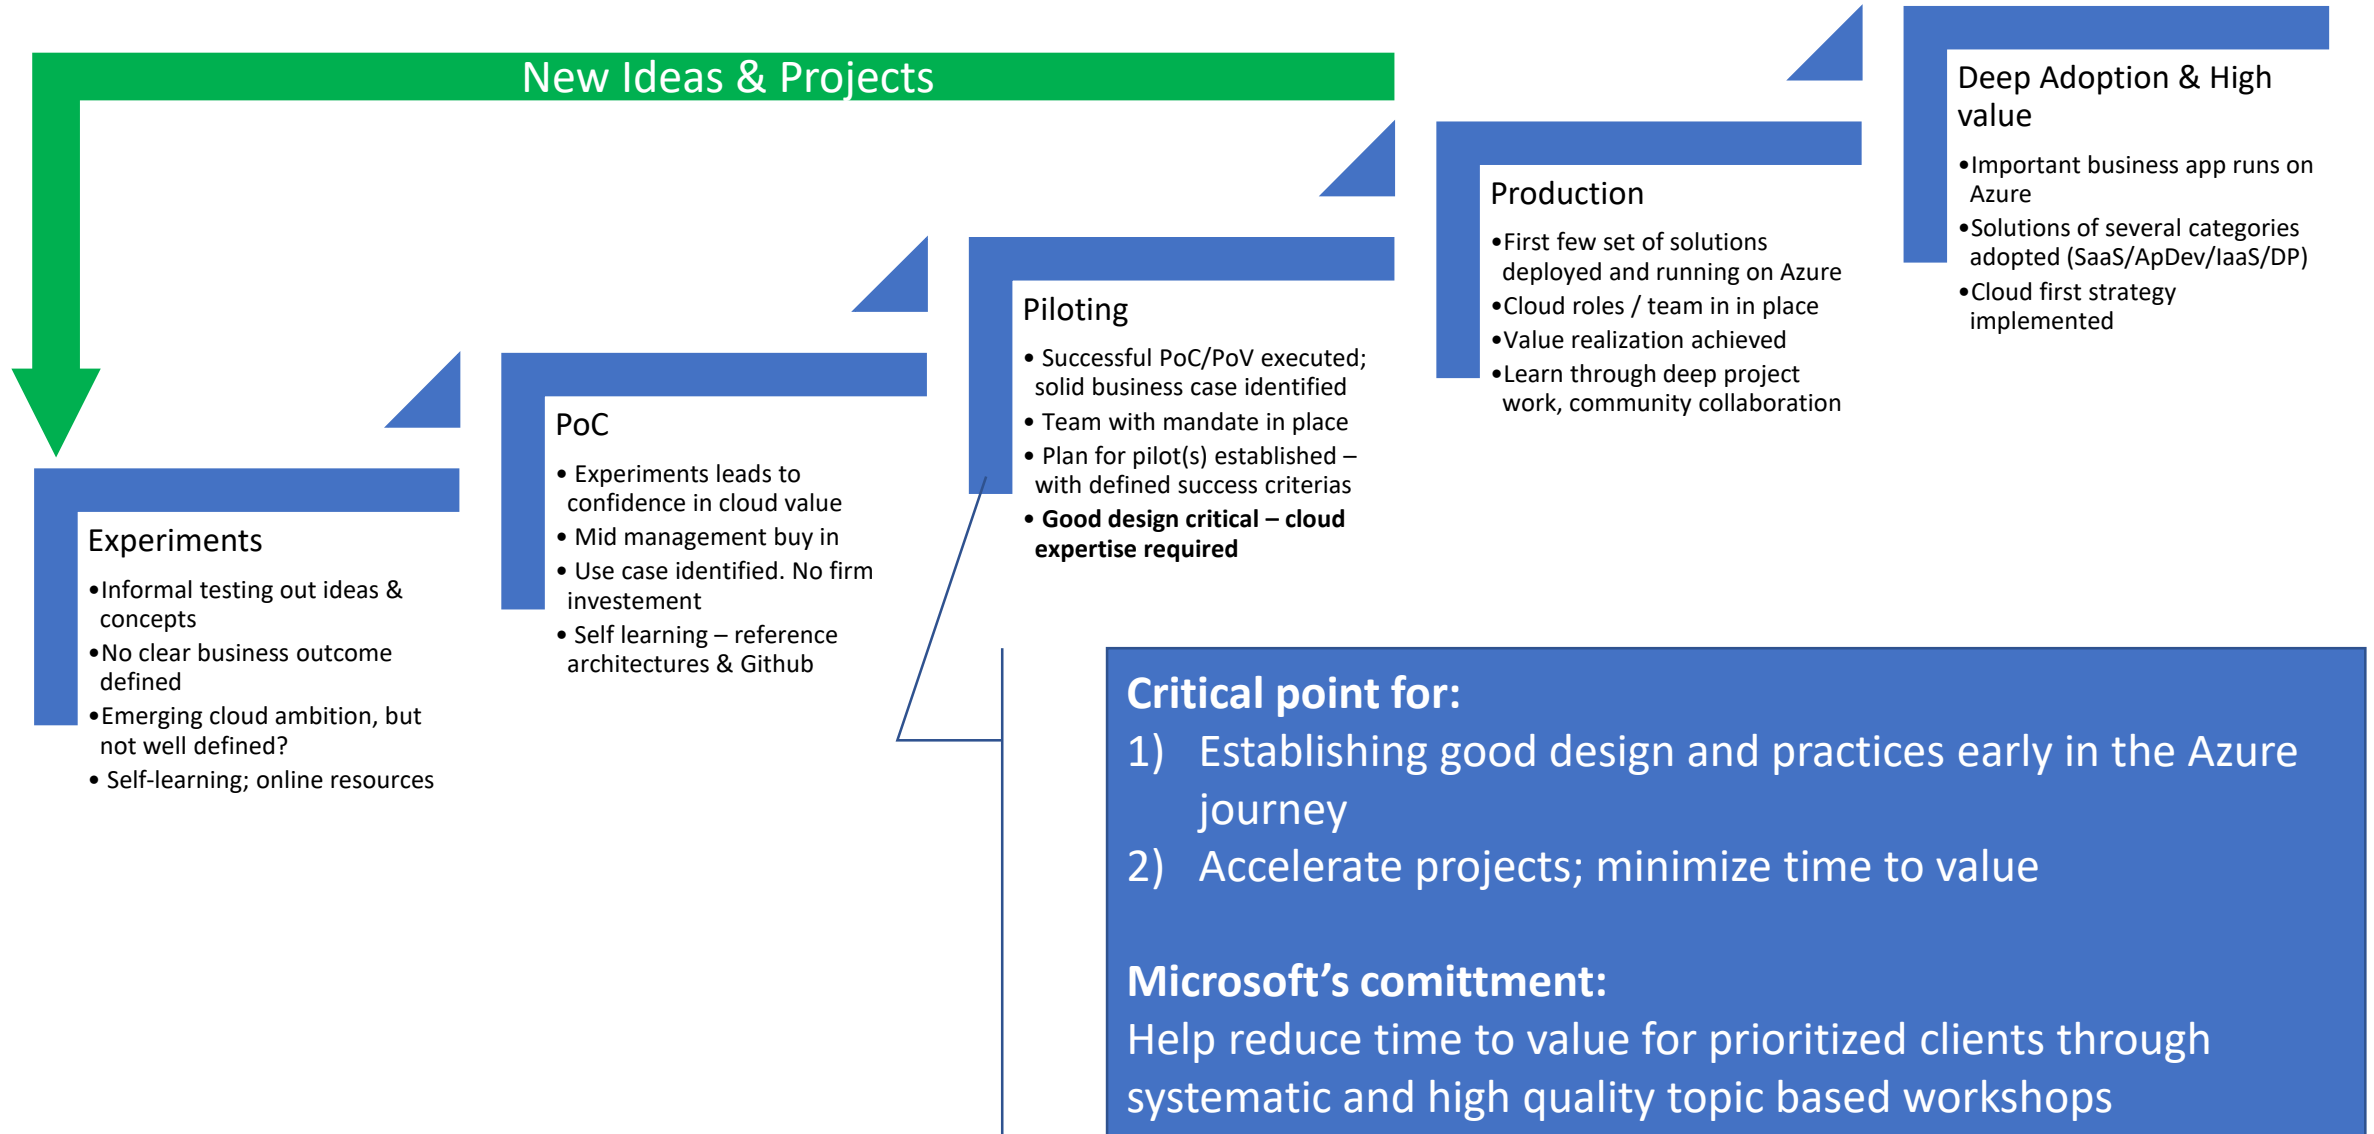 New Ideas & Projects
Experiments
•Informal testing out ideas &
concepts
•No clear business outcome
defined
•Emerging cloud ambition, but
not well defined?
• Self-learning; online resources
PoC
• Experiments leads to
confidence in cloud value
• Mid management buy in
• Use case identified. No firm
investement
• Self learning – reference
architectures & Github
Piloting
• Successful PoC/PoV executed;
solid business case identified
• Team with mandate in place
• Plan for pilot(s) established –
with defined success criterias
• Good design critical – cloud
expertise required
Production
•First few set of solutions
deployed and running on Azure
•Cloud roles / team in in place
•Value realization achieved
•Learn through deep project
work, community collaboration
Deep Adoption & High
value
•Important business app runs on
Azure
•Solutions of several categories
adopted (SaaS/ApDev/IaaS/DP)
•Cloud first strategy
implemented
Critical point for:
1) Establishing good design and practices early in the Azure
journey
2) Accelerate projects; minimize time to value
Microsoft’s comittment:
Help reduce time to value for prioritized clients through
systematic and high quality topic based workshops